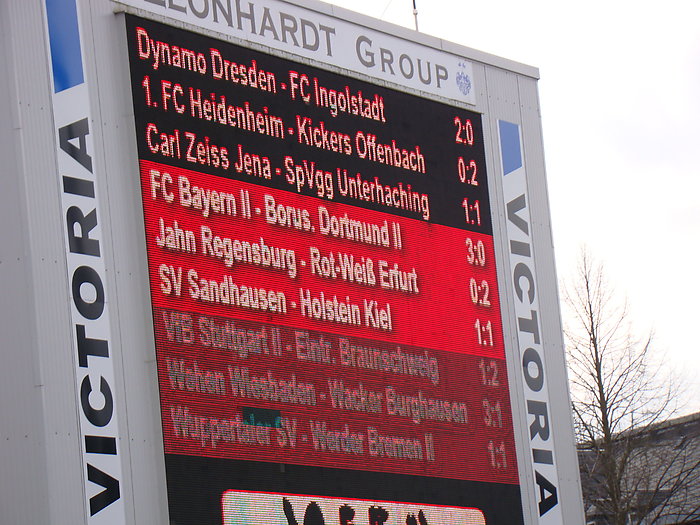 LEONHARDT GROUP
Dynamo Dresden - FC Ingolstadt 2:0
1. FC Heidenheim - Kickers Offenbach 0:2
Carl Zeiss Jena - SpVgg Unterhaching 1:1
FC Bayern II - Borus. Dortmund II 3:0
Jahn Regensburg - Rot-Weiß Erfurt 0:2
SV Sandhausen - Holstein Kiel 1:1
VfB Stuttgart II - Eintr. Braunschweig 1:2
Wehen Wiesbaden - Wacker Burghausen 3:1
Wuppertaler SV - Werder Bremen II 1:1
VICTORIA
VICTORIA